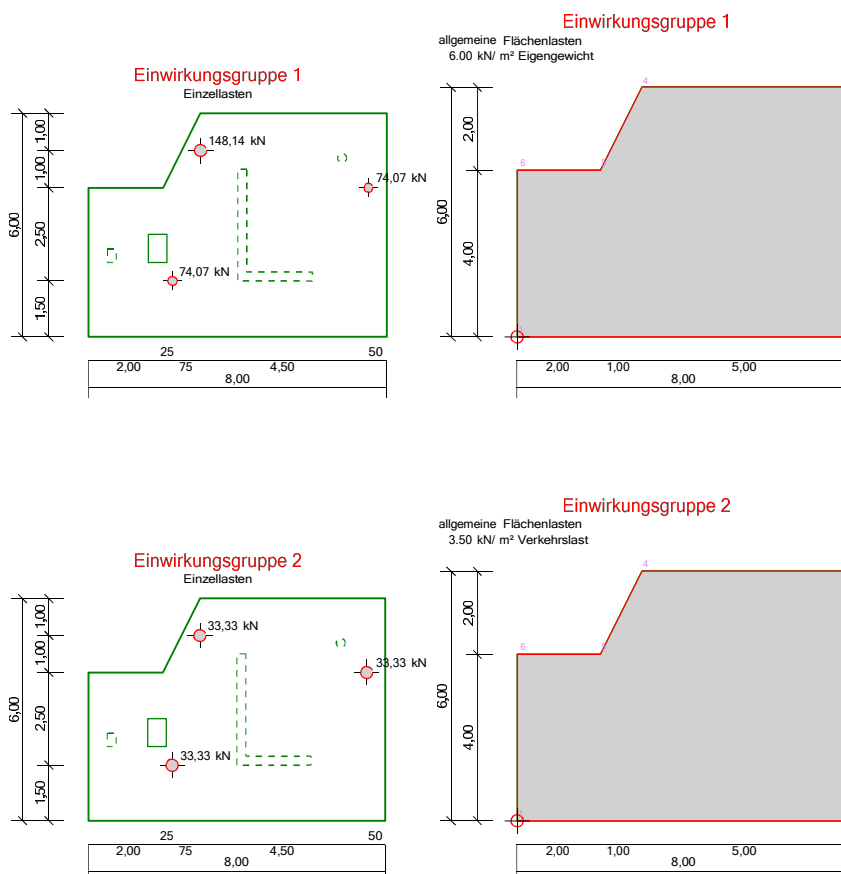 Einwirkungsgruppe 1
Einzellasten
148,14 kN
74,07 kN
74,07 kN
6,00
1,00
1,00
2,50
1,50
25
50
2,00
75
4,50
8,00
Einwirkungsgruppe 1
allgemeine Flächenlasten
6.00 kN/ m² Eigengewicht
4
6
6,00
2,00
4,00
2,00
1,00
5,00
8,00
Einwirkungsgruppe 2
Einzellasten
33,33 kN
33,33 kN
33,33 kN
6,00
1,00
1,00
2,50
1,50
25
50
2,00
75
4,50
8,00
Einwirkungsgruppe 2
allgemeine Flächenlasten
3.50 kN/ m² Verkehrslast
4
6
6,00
2,00
4,00
2,00
1,00
5,00
8,00